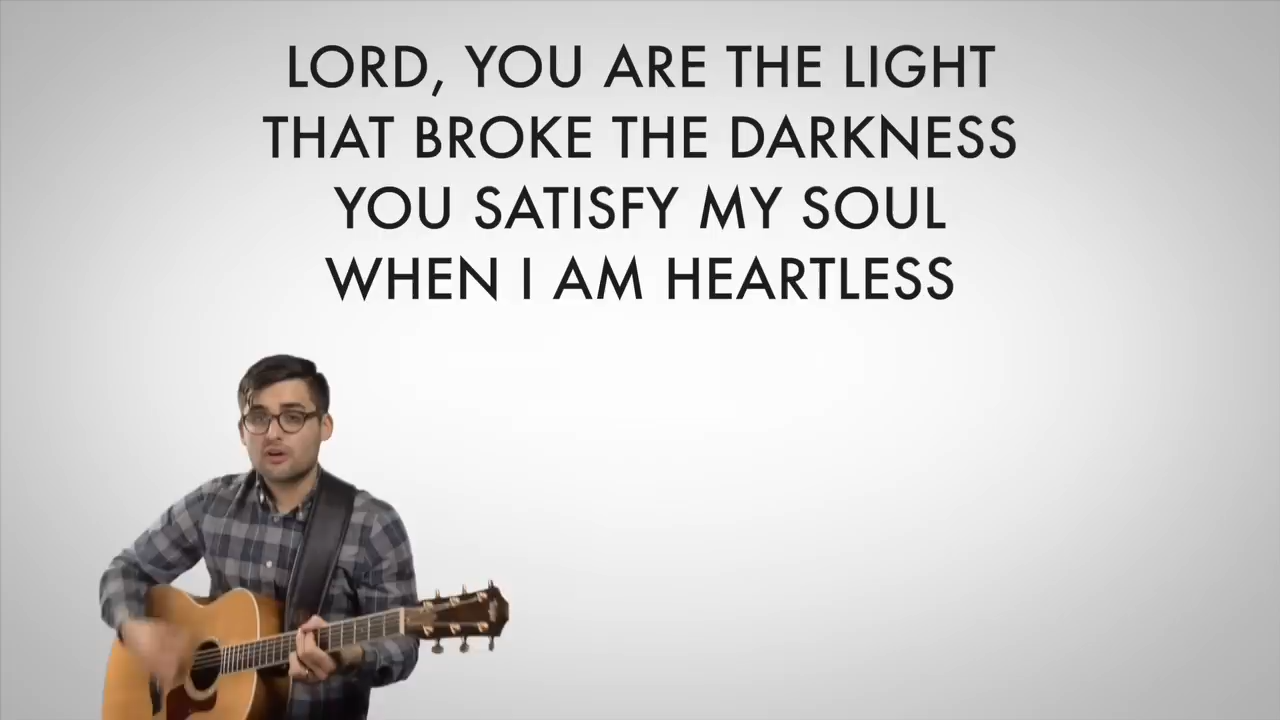 LORD, YOU ARE THE LIGHT
THAT BROKE THE DARKNESS
YOU SATISFY MY SOUL
WHEN I AM HEARTLESS